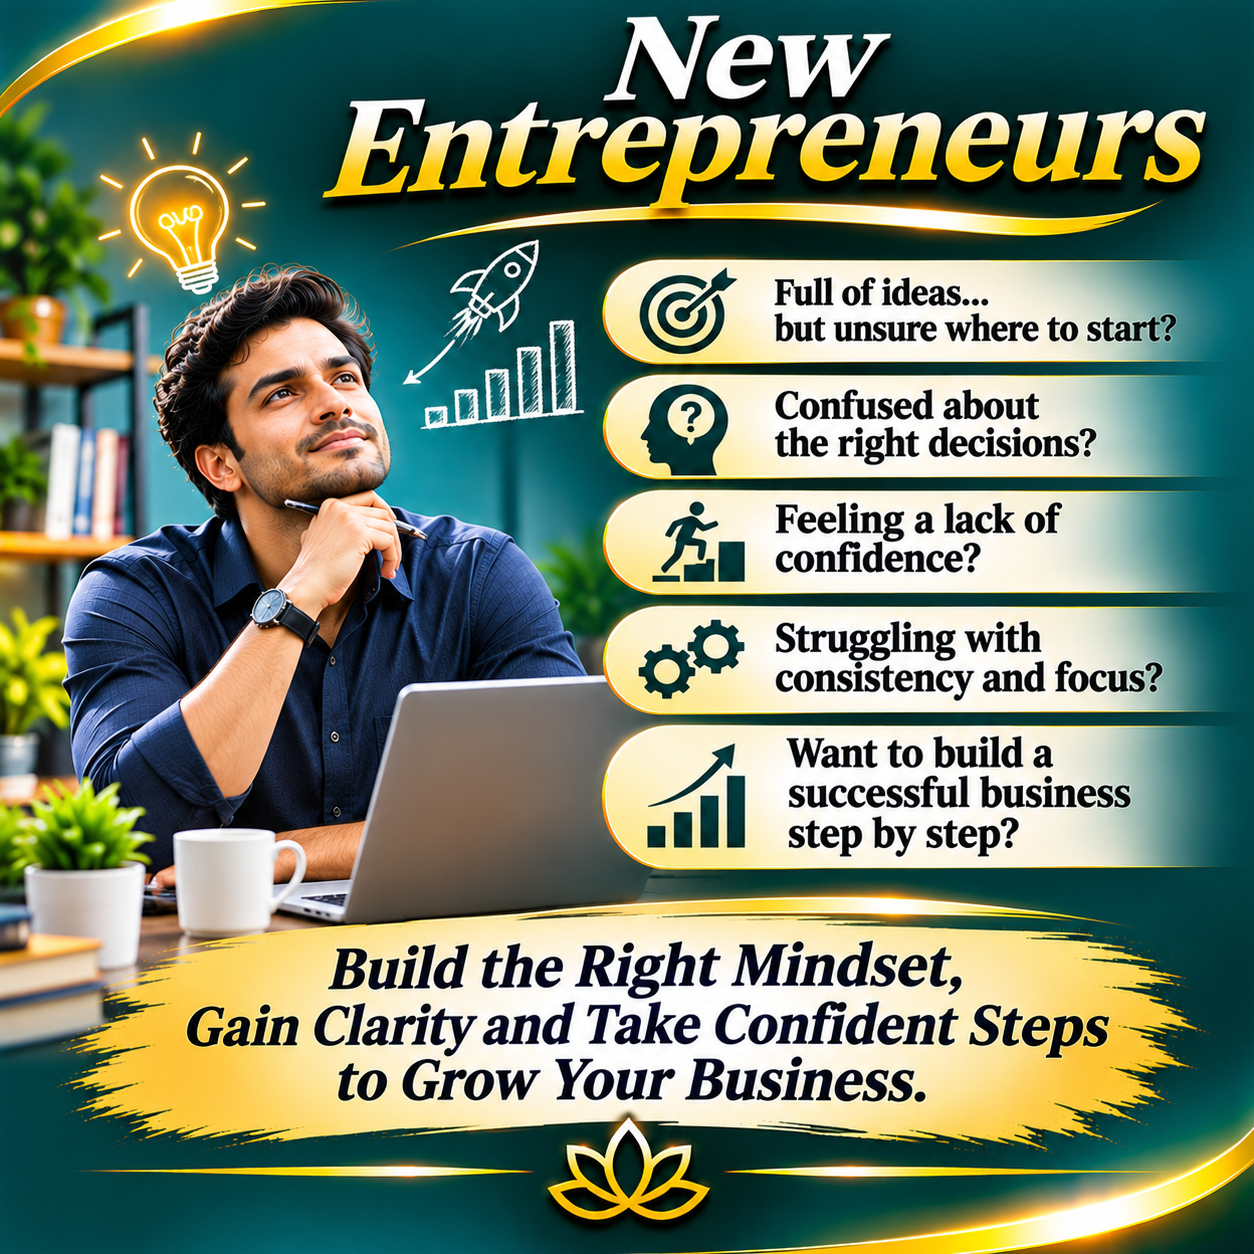 New
Entrepreneurs
Full of ideas...
but unsure where to start?
Confused about
the right decisions?
?
Feeling a lack of
confidence?
Struggling with
consistency and focus?
Want to build a
successful business
step by step?
Build the Right Mindset,
Gain Clarity and Take Confident Steps
to Grow Your Business.